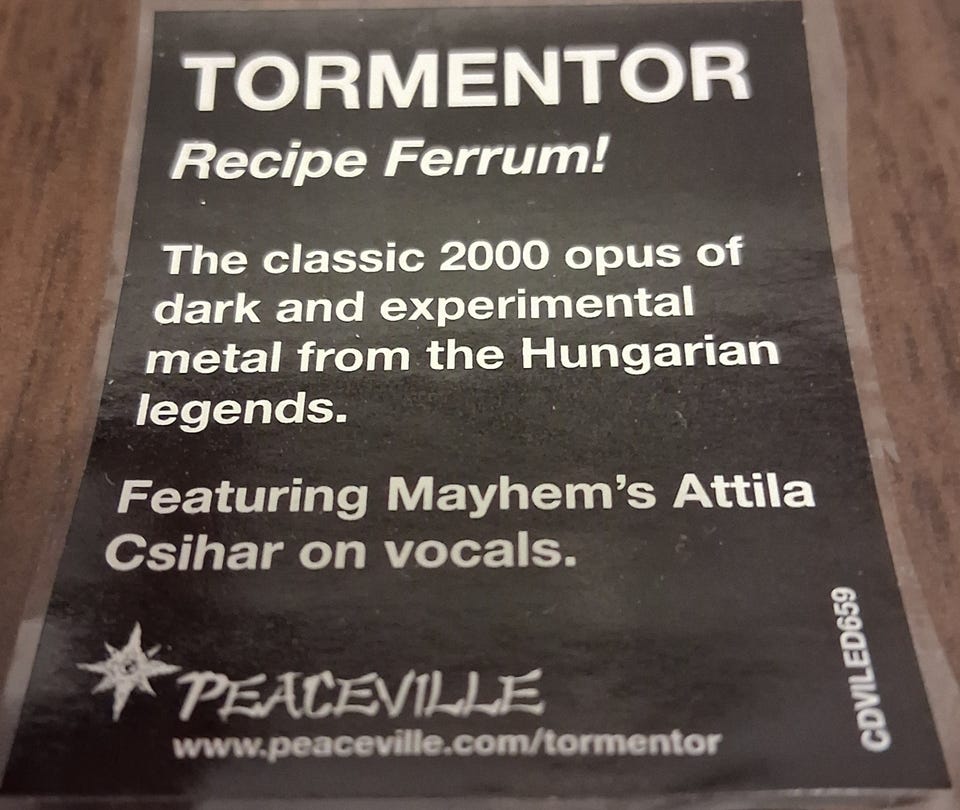 TORMENTOR
Recipe Ferrum!
The classic 2000 opus of
dark and experimental
metal from the Hungarian
legends.
Featuring Mayhem's Attila
Csihar on vocals.
PEACEVILLE
www.peaceville.com/tormentor
CDVILED659